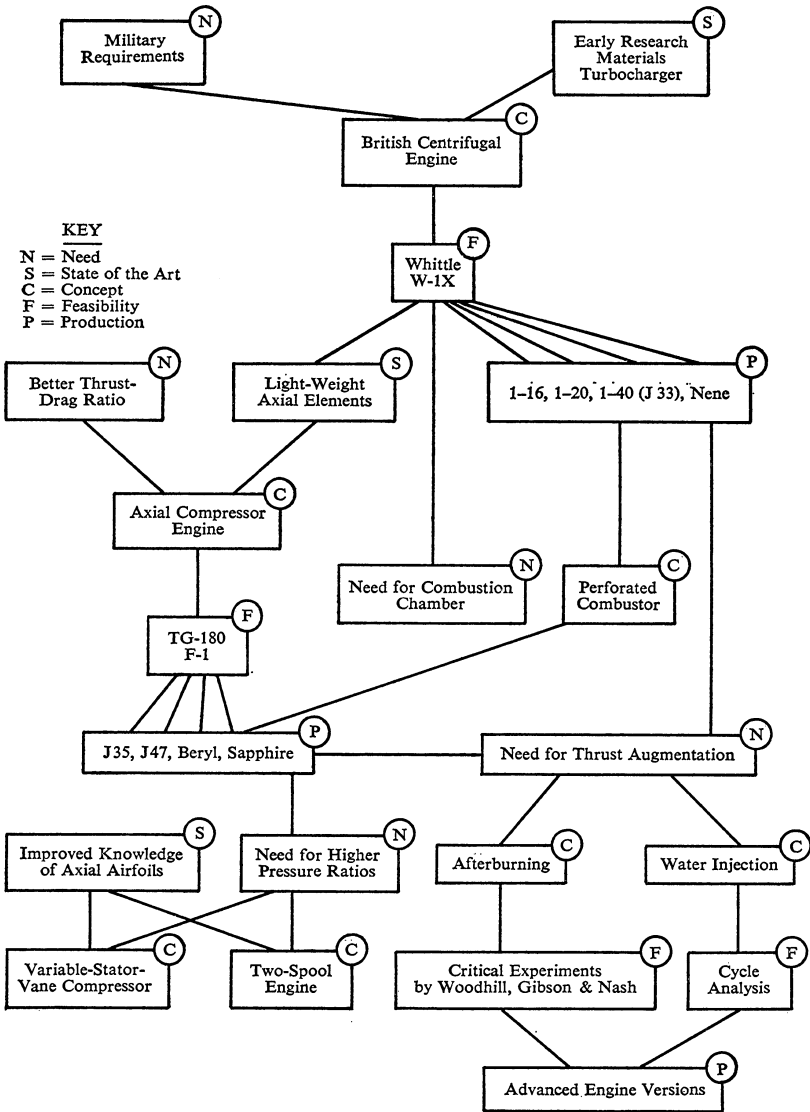 N
Military
Requirements
S
Early Research
Materials
Turbocharger
C
British Centrifugal
Engine
KEY
N = Need
S = State of the Art
C = Concept
F = Feasibility
P = Production
F
Whittle
W-1X
N
Better Thrust-
Drag Ratio
S
Light-Weight
Axial Elements
P
1–16, 1–20, 1–40 (J 33), Nene
C
Axial Compressor
Engine
N
Need for Combustion
Chamber
C
Perforated
Combustor
F
TG-180
F-1
P
J35, J47, Beryl, Sapphire
N
Need for Thrust Augmentation
S
Improved Knowledge
of Axial Airfoils
N
Need for Higher
Pressure Ratios
C
Afterburning
C
Water Injection
C
Variable-Stator-
Vane Compressor
C
Two-Spool
Engine
F
Critical Experiments
by Woodhill, Gibson & Nash
F
Cycle
Analysis
P
Advanced Engine Versions